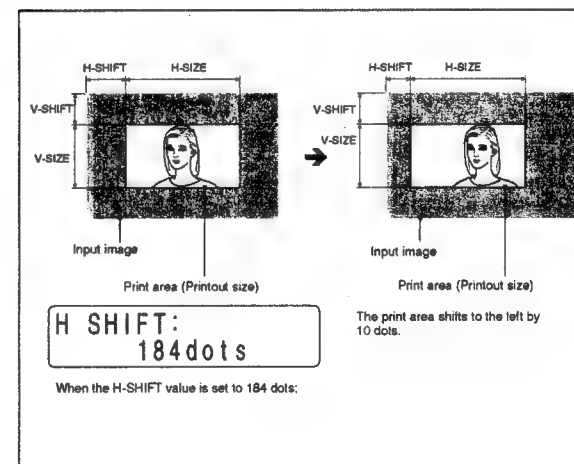 H-SHIFT H-SIZE
V-SHIFT
V-SIZE
Input image
Print area (Printout size)
H SHIFT:
184dots
When the H-SHIFT value is set to 184 dots;
H-SHIFT H-SIZE
V-SHIFT
V-SIZE
Input image
Print area (Printout size)
The print area shifts to the left by
10 dots.